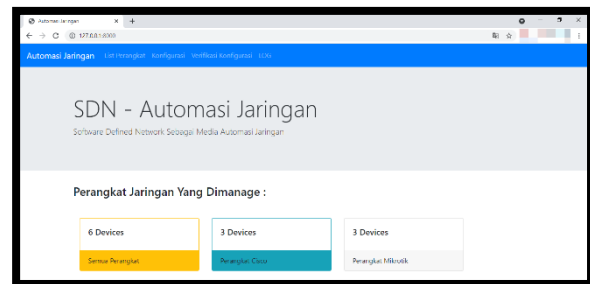 Automasi Jaringan
127.0.0.1:8000
Automasi Jaringan List Perangkat Konfigurasi Verifikasi Konfigurasi LOG
SDN - Automasi Jaringan
Software Defined Network Sebagai Media Automasi Jaringan
Perangkat Jaringan Yang Dimanage :
6 Devices 3 Devices 3 Devices
Semua Perangkat Perangkat Cisco Perangkat Mikrotik